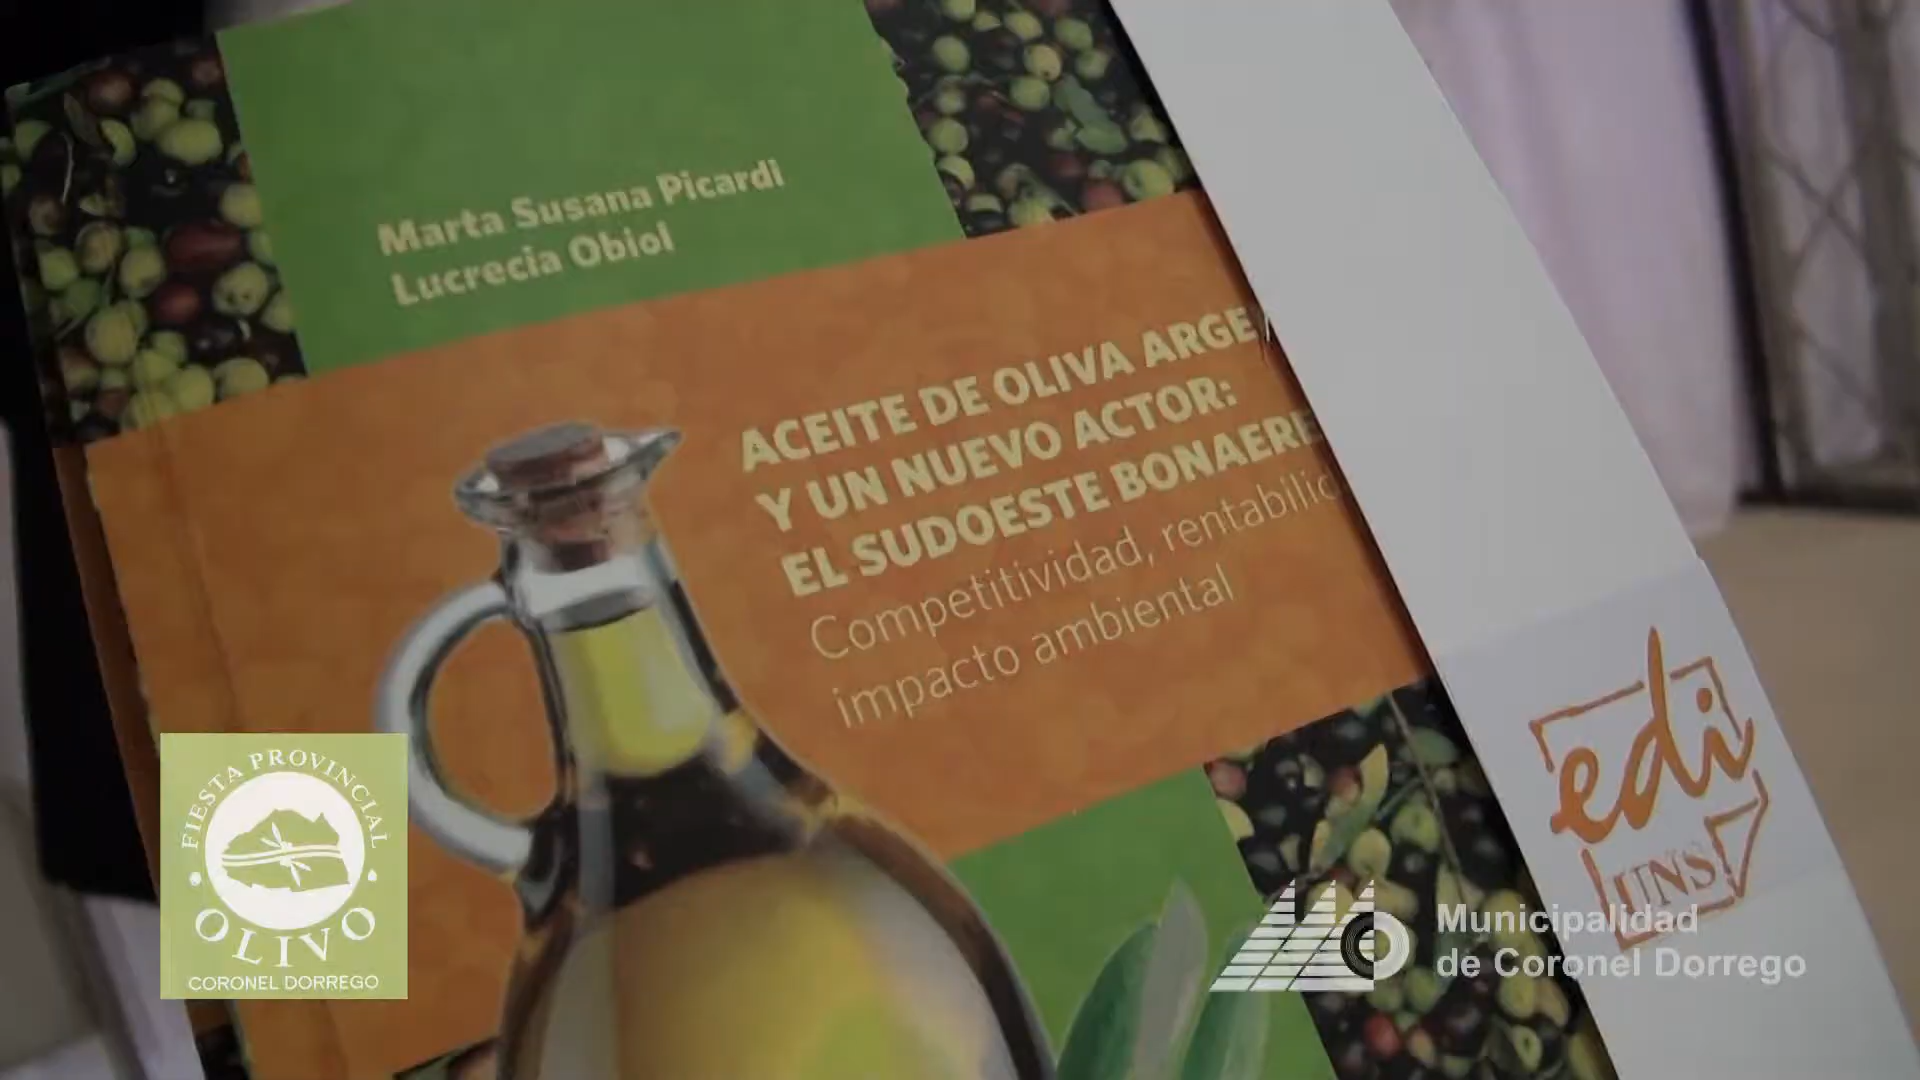 Marta Susana Picardi
Lucrecia Obiol
ACEITE DE OLIVA ARGE
Y UN NUEVO ACTOR:
EL SUDOESTE BONAERE
Competitividad, rentabilid
impacto ambiental
edi
UNS
FIESTA PROVINCIAL
OLIVO
CORONEL DORREGO
Municipalidad
de Coronel Dorrego